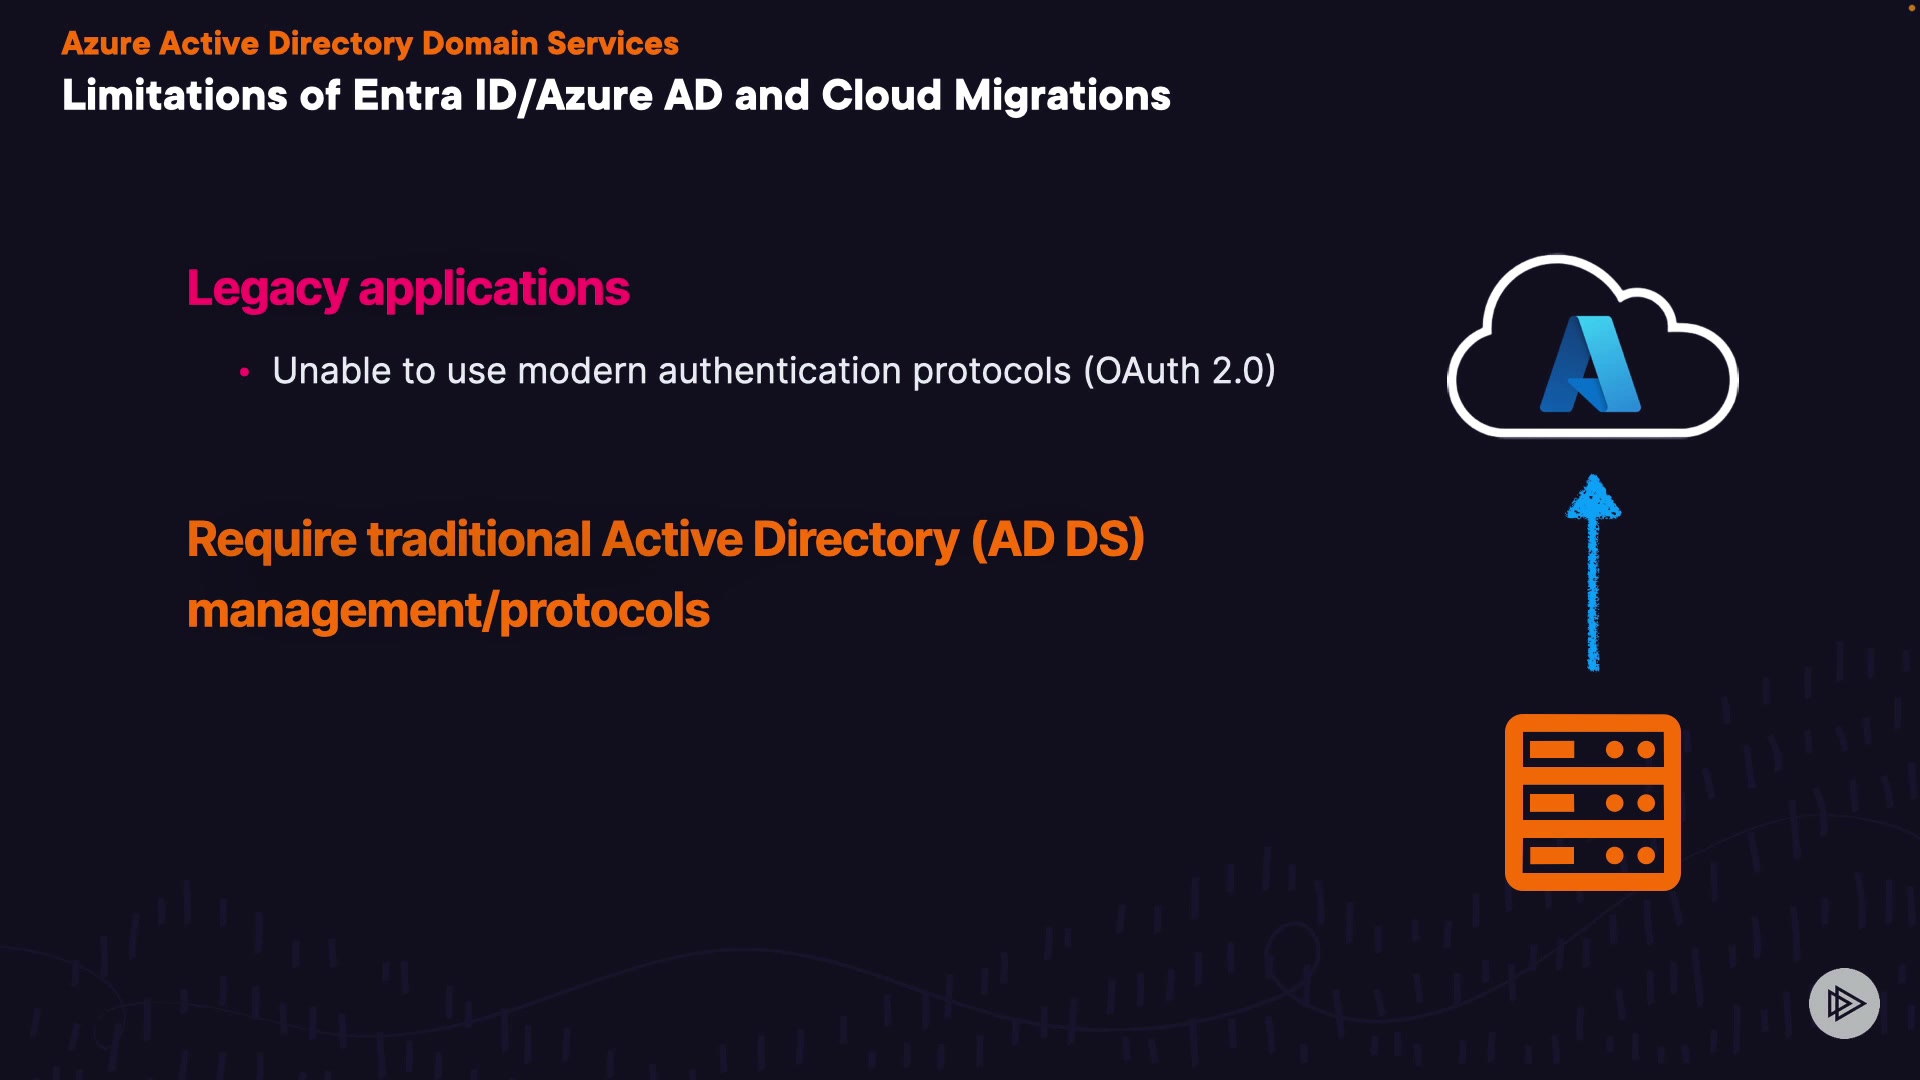 Azure Active Directory Domain Services
Limitations of Entra ID/Azure AD and Cloud Migrations
Legacy applications
• Unable to use modern authentication protocols (OAuth 2.0)
Require traditional Active Directory (AD DS)
management/protocols